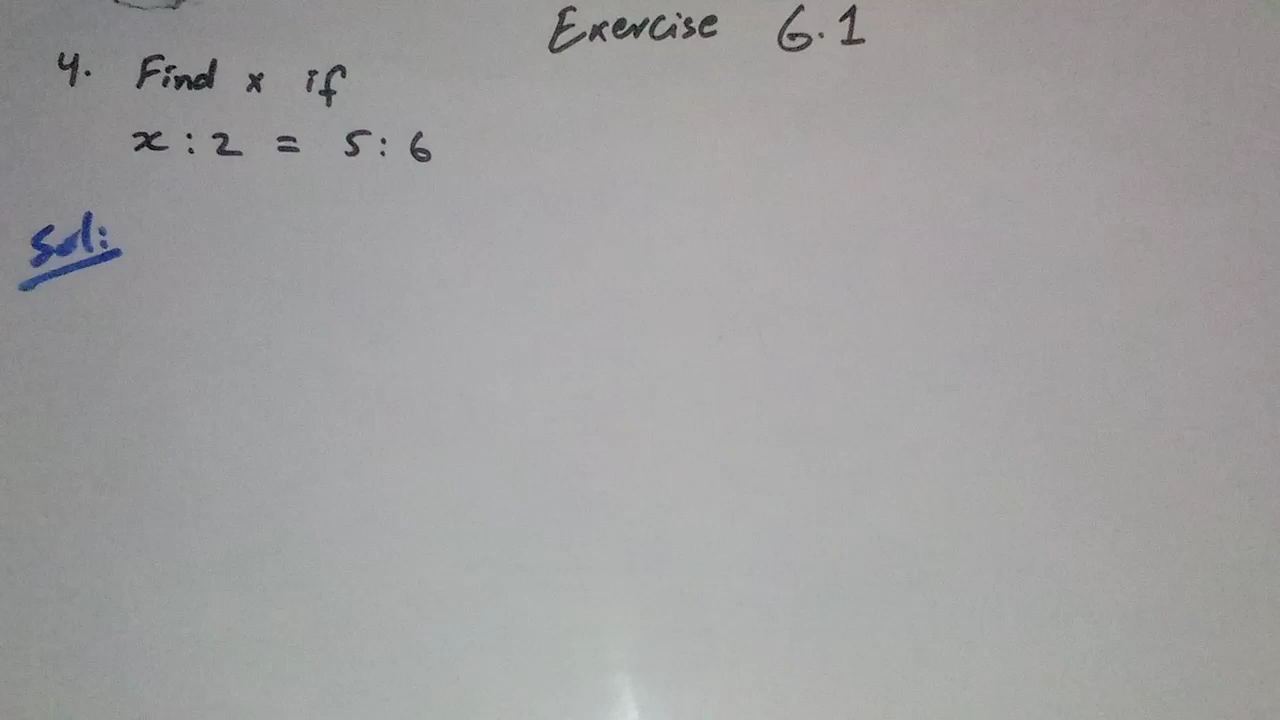 Exercise 6.1
4. Find x if
x : 2 = 5 : 6
Sol: